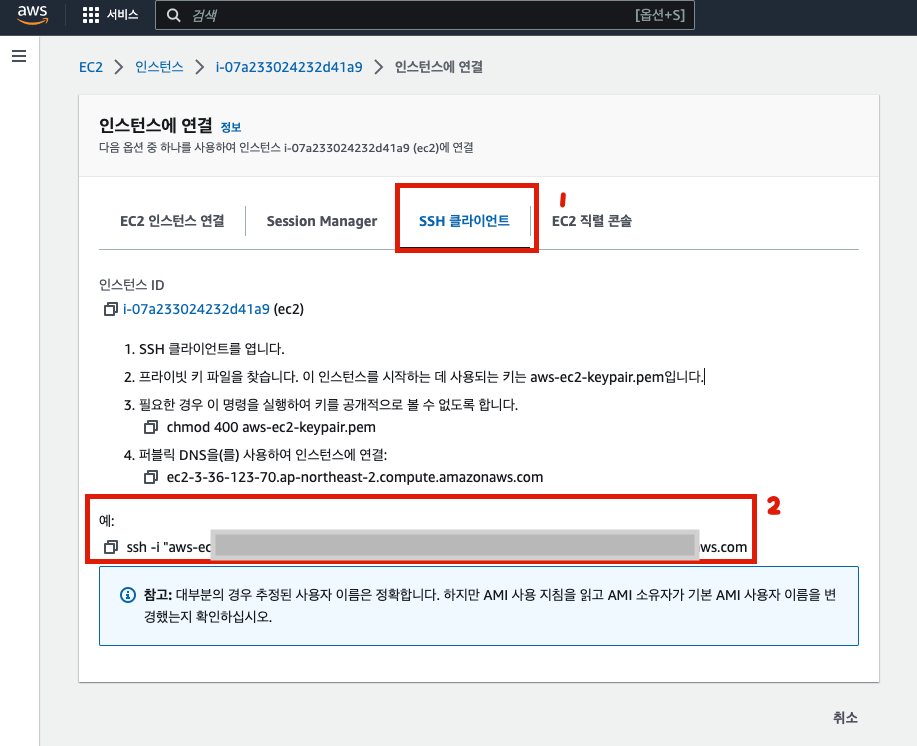 aws
서비스
검색
[옵션+S]
EC2 > 인스턴스 > i-07a233024232d41a9 > 인스턴스에 연결
인스턴스에 연결 정보
다음 옵션 중 하나를 사용하여 인스턴스 i-07a233024232d41a9 (ec2)에 연결
1
EC2 인스턴스 연결
Session Manager
SSH 클라이언트
EC2 직렬 콘솔
인스턴스 ID
i-07a233024232d41a9 (ec2)
1. SSH 클라이언트를 엽니다.
2. 프라이빗 키 파일을 찾습니다. 이 인스턴스를 시작하는 데 사용되는 키는 aws-ec2-keypair.pem입니다.
3. 필요한 경우 이 명령을 실행하여 키를 공개적으로 볼 수 없도록 합니다.
chmod 400 aws-ec2-keypair.pem
4. 퍼블릭 DNS을(를) 사용하여 인스턴스에 연결:
ec2-3-36-123-70.ap-northeast-2.compute.amazonaws.com
2
예:
ssh -i "aws-ec ws.com
참고: 대부분의 경우 추정된 사용자 이름은 정확합니다. 하지만 AMI 사용 지침을 읽고 AMI 소유자가 기본 AMI 사용자 이름을 변
경했는지 확인하십시오.
취소